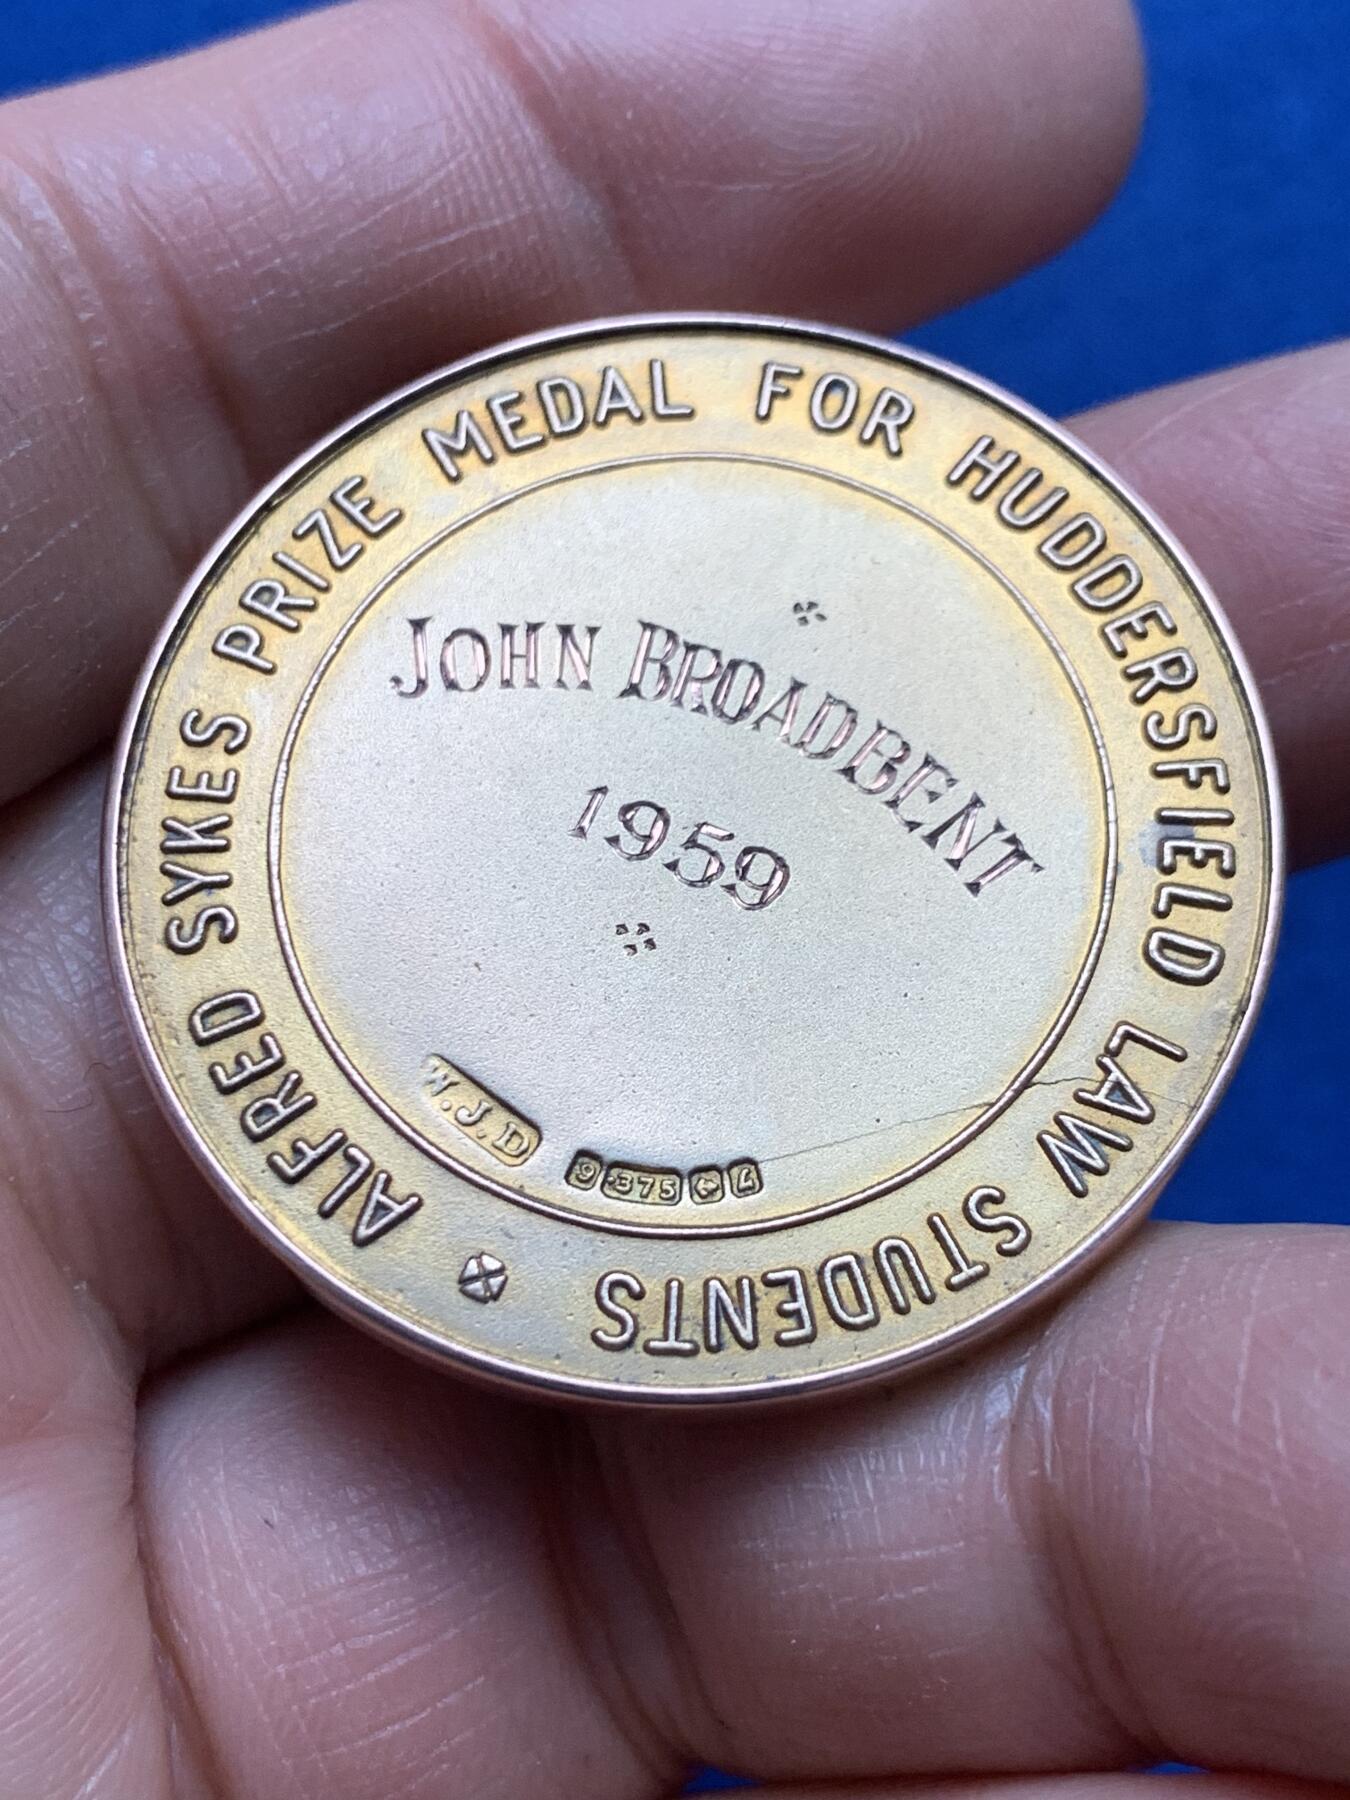 ALFRED SYKES PRIZE MEDAL FOR HUDDERSFIELD LAW STUDENTS
JOHN BROADBENT
1959
W.J.D
9 .375